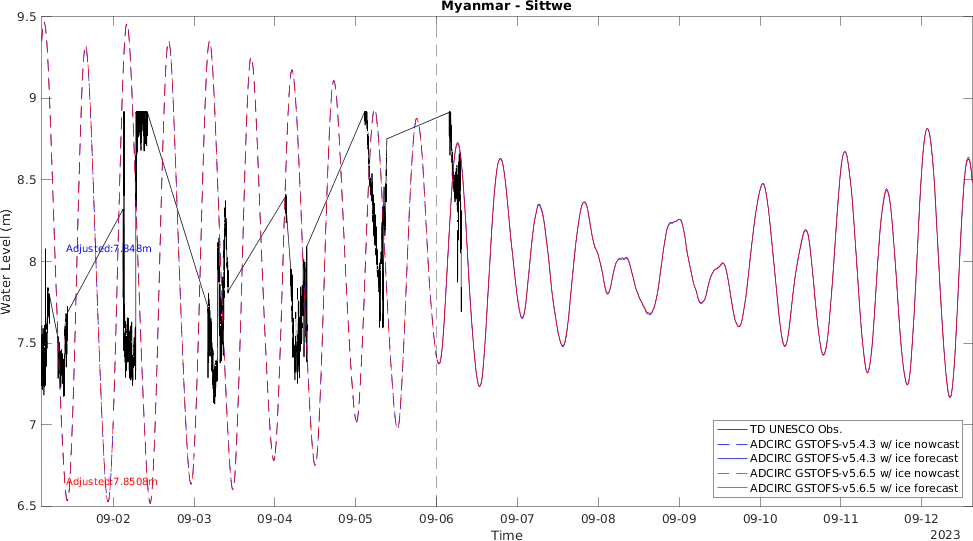 Myanmar - Sittwe
9.5
9
8.5
8
7.5
7
6.5
Water Level (m)
Adjusted:7.848m
Adjusted:7.8508m
TD UNESCO Obs.
ADCIRC GSTOFS-v5.4.3 w/ ice nowcast
ADCIRC GSTOFS-v5.4.3 w/ ice forecast
ADCIRC GSTOFS-v5.6.5 w/ ice nowcast
ADCIRC GSTOFS-v5.6.5 w/ ice forecast
09-02 09-03 09-04 09-05 09-06 09-07 09-08 09-09 09-10 09-11 09-12
Time
2023